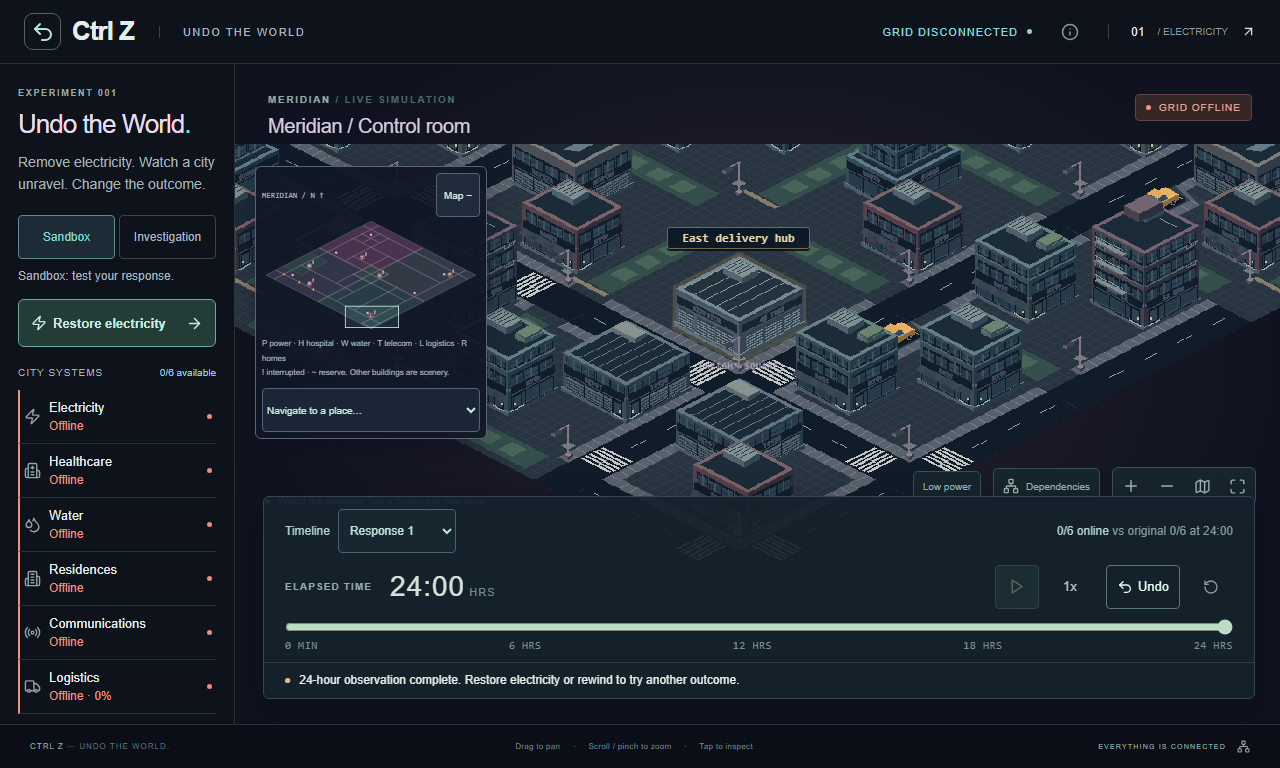 Ctrl Z
UNDO THE WORLD
GRID DISCONNECTED
01 / ELECTRICITY
EXPERIMENT 001
Undo the World.
Remove electricity. Watch a city
unravel. Change the outcome.
Sandbox
Investigation
Sandbox: test your response.
Restore electricity
CITY SYSTEMS
0/6 available
Electricity
Offline
Healthcare
Offline
Water
Offline
Residences
Offline
Communications
Offline
Logistics
Offline · 0%
MERIDIAN / LIVE SIMULATION
Meridian / Control room
GRID OFFLINE
MERIDIAN / N ↑
Map −
P power · H hospital · W water · T telecom · L logistics · R
homes
! interrupted · ~ reserve. Other buildings are scenery.
Navigate to a place...
East delivery hub
Low power
Dependencies
Timeline
Response 1
0/6 online vs original 0/6 at 24:00
ELAPSED TIME
24:00 HRS
1x
Undo
0 MIN
6 HRS
12 HRS
18 HRS
24 HRS
24-hour observation complete. Restore electricity or rewind to try another outcome.
CTRL Z — UNDO THE WORLD.
Drag to pan · Scroll / pinch to zoom · Tap to inspect
EVERYTHING IS CONNECTED